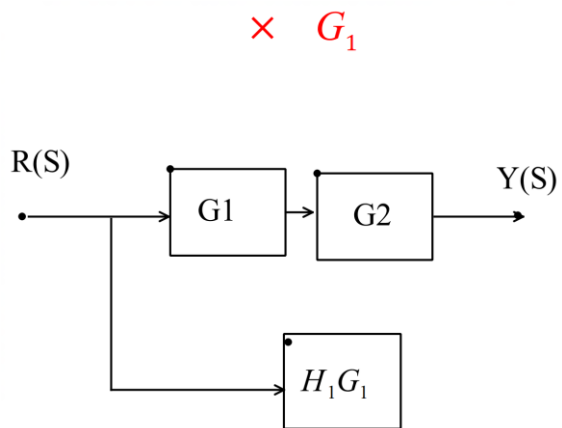 × G₁
R(S)
Y(S)
G1
G2
H₁G₁